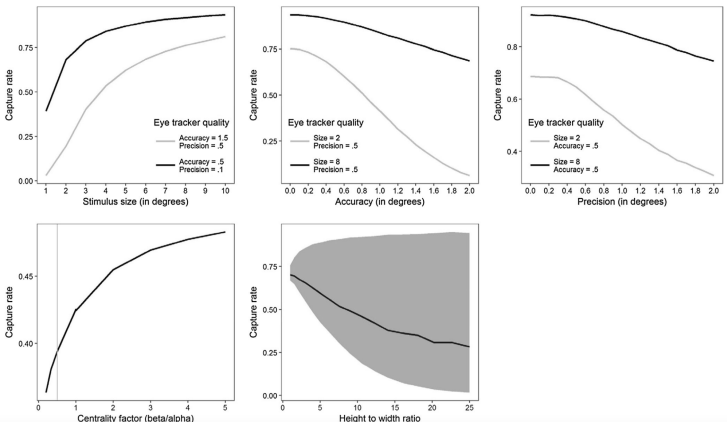 Capture rate
0.75
0.50
0.25
0.00
1 2 3 4 5 6 7 8 9 10
Stimulus size (in degrees)
Eye tracker quality
Accuracy = 1.5
Precision = .5
Accuracy = .5
Precision = .1
Capture rate
0.75
0.50
0.25
0.0 0.2 0.4 0.6 0.8 1.0 1.2 1.4 1.6 1.8 2.0
Accuracy (in degrees)
Eye tracker quality
Size = 2
Precision = .5
Size = 8
Precision = .5
Capture rate
0.8
0.6
0.4
0.0 0.2 0.4 0.6 0.8 1.0 1.2 1.4 1.6 1.8 2.0
Precision (in degrees)
Eye tracker quality
Size = 2
Accuracy = .5
Size = 8
Accuracy = .5
Capture rate
0.45
0.40
0 1 2 3 4 5
Centrality factor (beta/alpha)
Capture rate
0.75
0.50
0.25
0.00
0 5 10 15 20 25
Height to width ratio